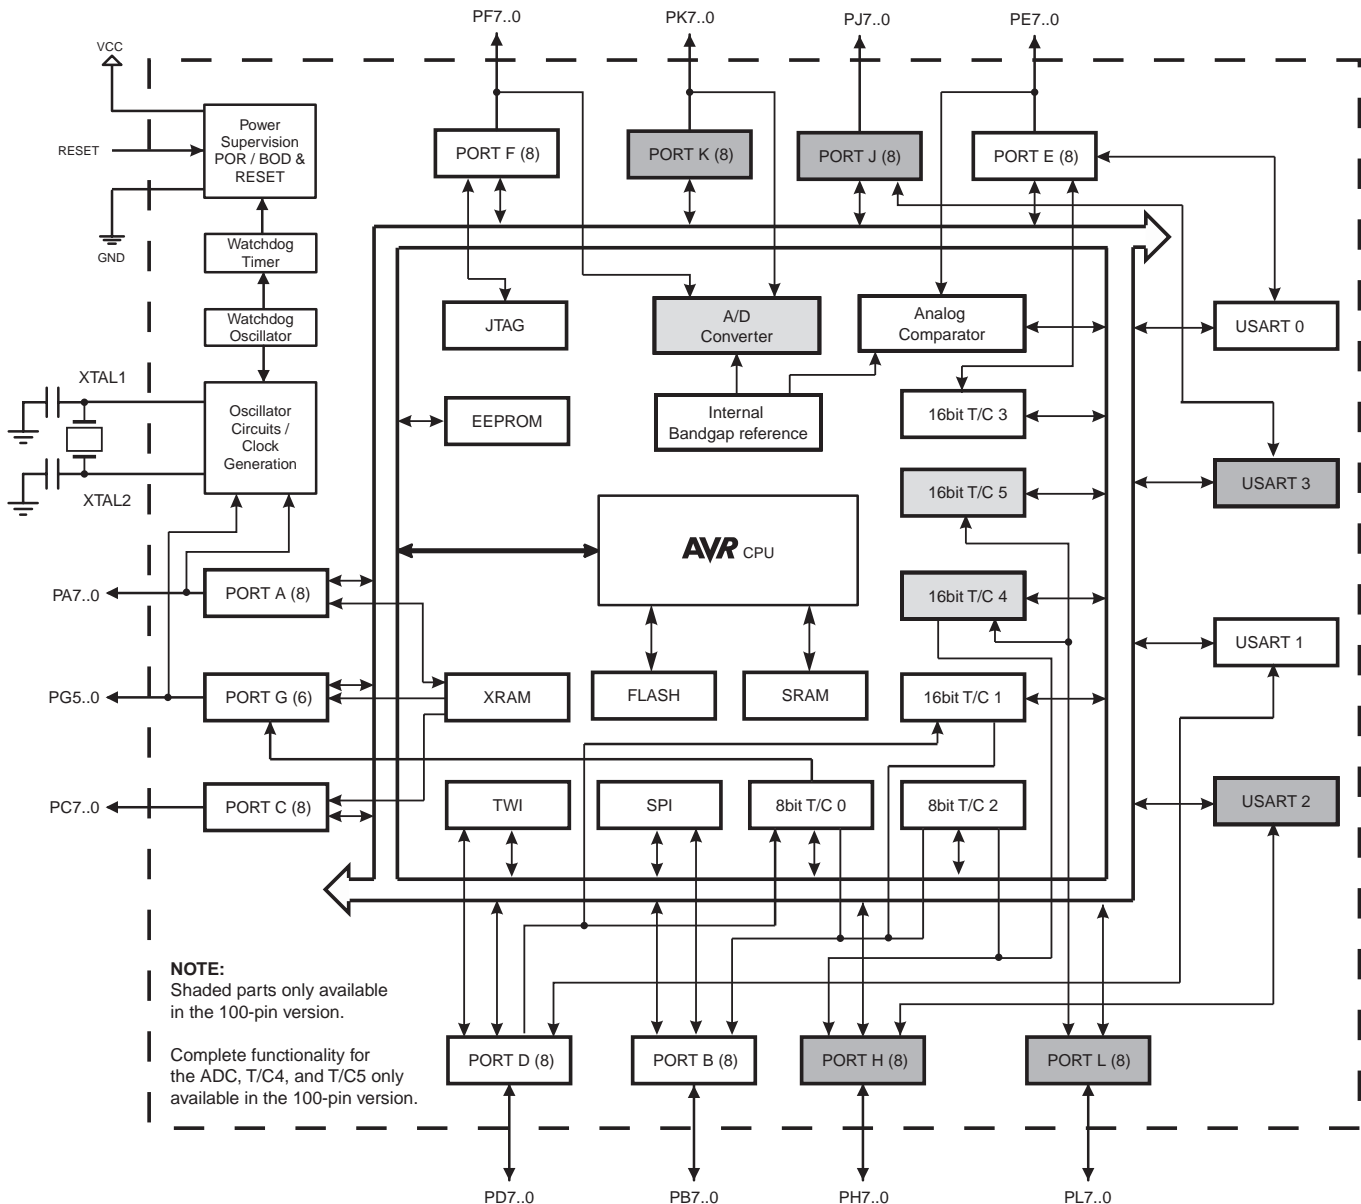 PF7..0
PK7..0
PJ7..0
PE7..0
VCC
RESET
GND
Power
Supervision
POR / BOD &
RESET
PORT F (8)
PORT K (8)
PORT J (8)
PORT E (8)
Watchdog
Timer
Watchdog
Oscillator
JTAG
A/D
Converter
Analog
Comparator
USART 0
XTAL1
XTAL2
Oscillator
Circuits /
Clock
Generation
EEPROM
Internal
Bandgap reference
16bit T/C 3
16bit T/C 5
USART 3
AVR CPU
PA7..0
PORT A (8)
16bit T/C 4
USART 1
PG5..0
PORT G (6)
XRAM
FLASH
SRAM
16bit T/C 1
PC7..0
PORT C (8)
TWI
SPI
8bit T/C 0
8bit T/C 2
USART 2
NOTE:
Shaded parts only available
in the 100-pin version.
Complete functionality for
the ADC, T/C4, and T/C5 only
available in the 100-pin version.
PORT D (8)
PORT B (8)
PORT H (8)
PORT L (8)
PD7..0
PB7..0
PH7..0
PL7..0